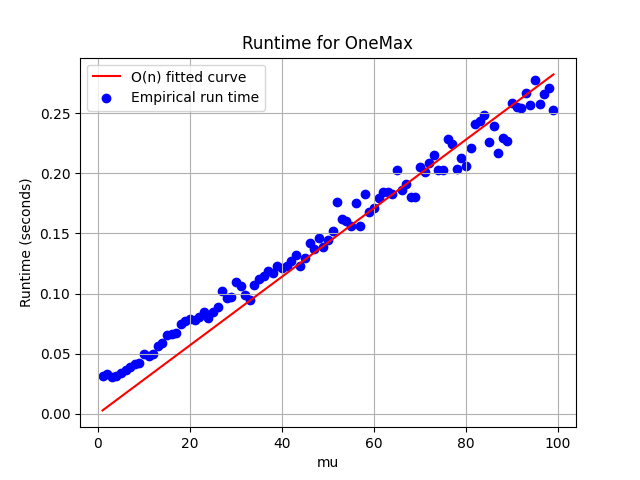 Runtime for OneMax
O(n) fitted curve
Empirical run time
Runtime (seconds)
0.25
0.20
0.15
0.10
0.05
0.00
0 20 40 60 80 100
mu